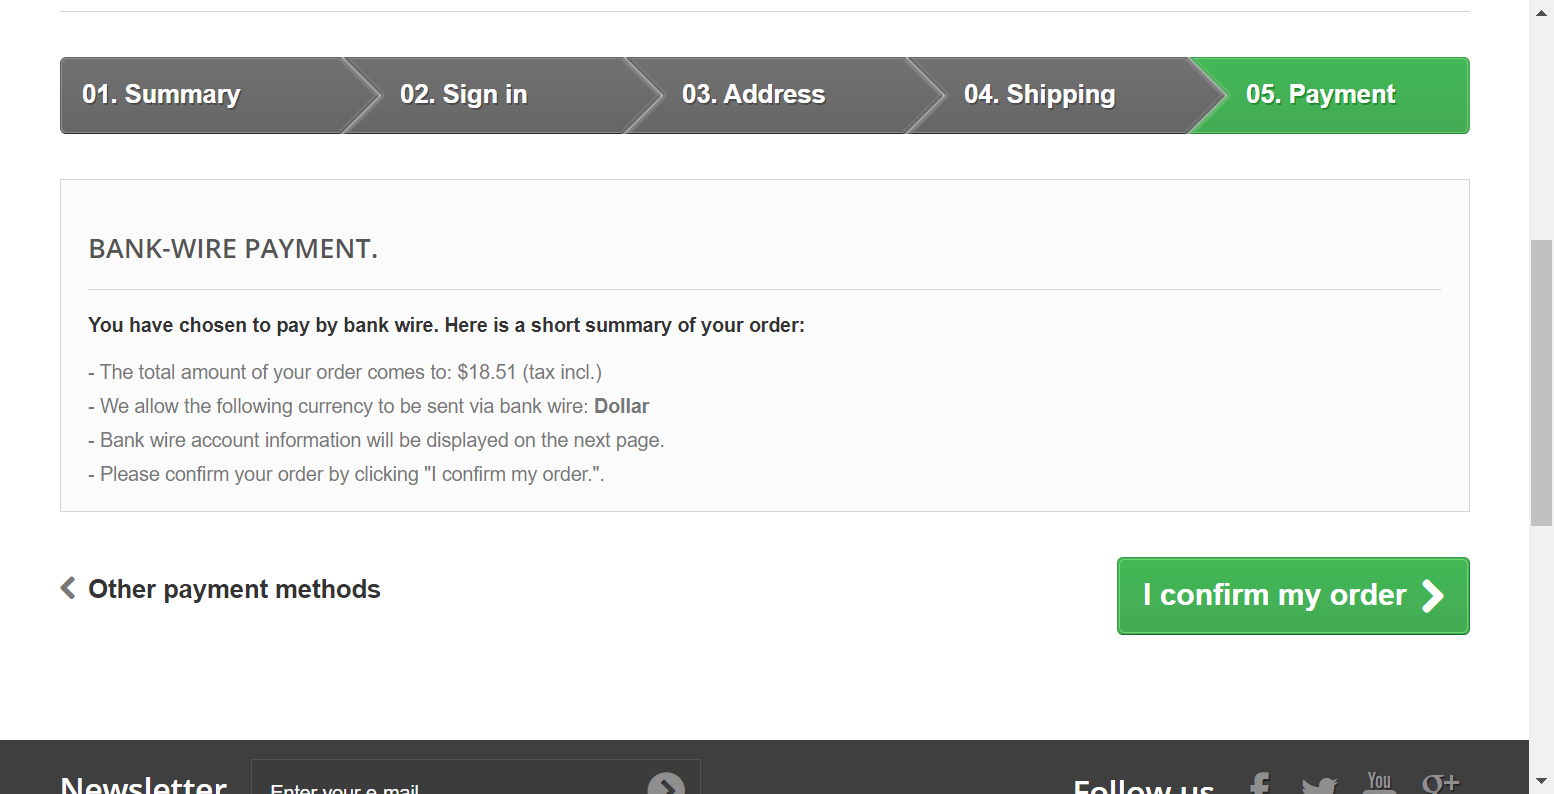 01. Summary
02. Sign in
03. Address
04. Shipping
05. Payment
BANK-WIRE PAYMENT.
You have chosen to pay by bank wire. Here is a short summary of your order:
- The total amount of your order comes to: $18.51 (tax incl.)
- We allow the following currency to be sent via bank wire: Dollar
- Bank wire account information will be displayed on the next page.
- Please confirm your order by clicking "I confirm my order.".
Other payment methods
I confirm my order
Newsletter
Enter your e-mail
Follow us
You
g+